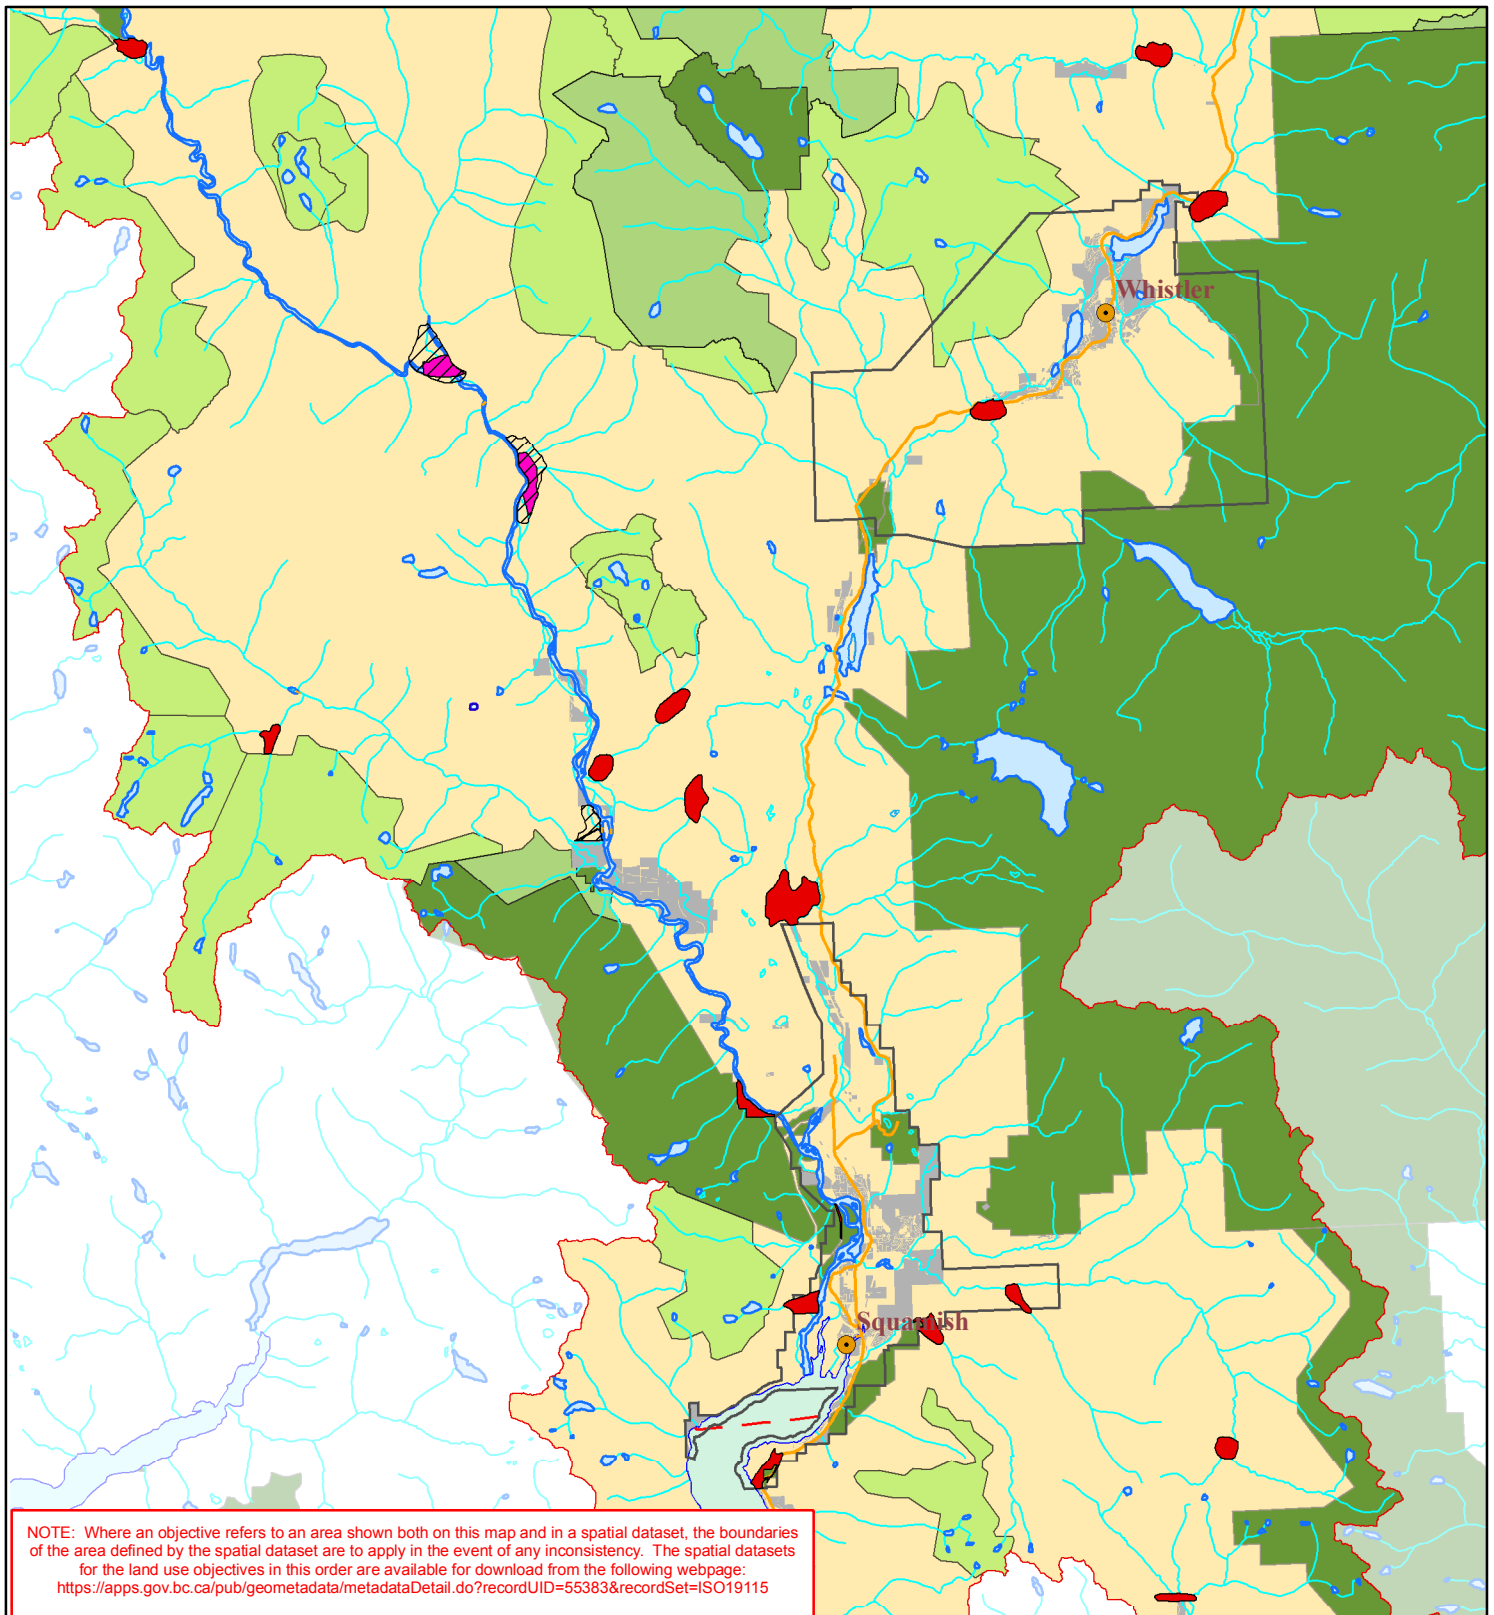 Whistler
Squamish
NOTE:  Where an objective refers to an area shown both on this map and in a spatial dataset, the boundaries
of the area defined by the spatial dataset are to apply in the event of any inconsistency.  The spatial datasets
for the land use objectives in this order are available for download from the following webpage:
https://apps.gov.bc.ca/pub/geometadata/metadataDetail.do?recordUID=55383&recordSet=ISO19115